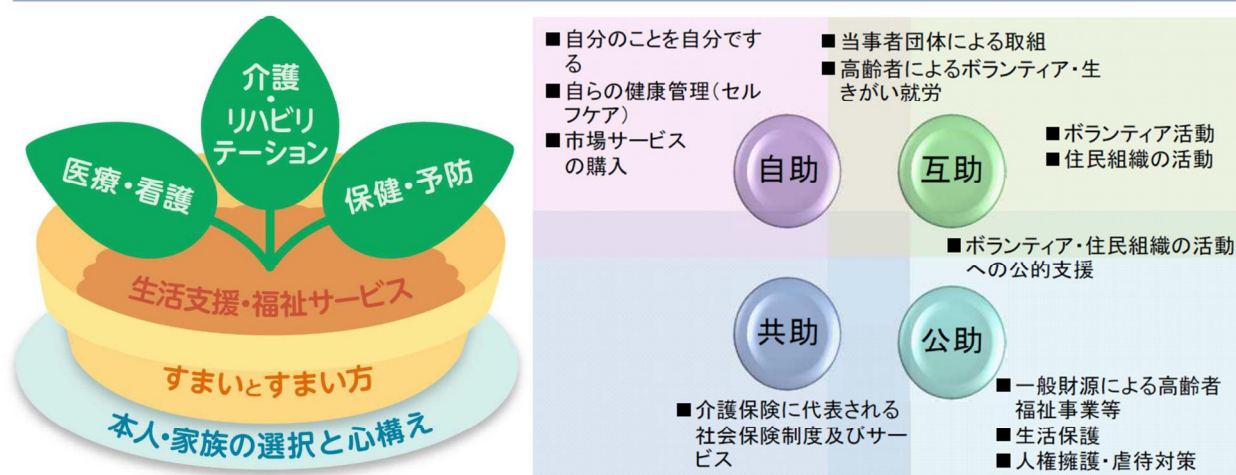 介護
・
リハビリ
テーション
医療・看護
保健・予防
生活支援・福祉サービス
すまいとすまい方
本人・家族の選択と心構え
■自分のことを自分です
る
■自らの健康管理(セル
フケア)
■市場サービス
の購入
■当事者団体による取組
■高齢者によるボランティア・生
きがい就労
■ボランティア活動
■住民組織の活動
自助
互助
■ボランティア・住民組織の活動
への公的支援
共助
公助
■介護保険に代表される
社会保険制度及びサー
ビス
■一般財源による高齢者
福祉事業等
■生活保護
■人権擁護・虐待対策